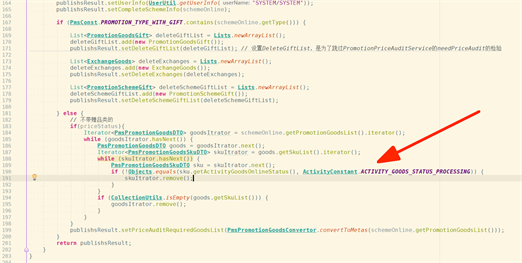 164 publishsResult.setUserInfo(UserUtil.getUserInfo( userName: "SYSTEM/SYSTEM"));
165 publishsResult.setCompleteSchemeInfo(schemeOnline);
166
167 if (PmsConst.PROMOTION_TYPE_WITH_GIFT.contains(schemeOnline.getType())) {
168
169 List<PromotionGoodsGift> deleteGiftList = Lists.newArrayList();
170 deleteGiftList.add(new PromotionGoodsGift());
171 publishsResult.setDeleteGiftList(deleteGiftList); // 设置DeleteGiftList, 是为了跳过PromotionPriceAuditService的needPriceAudit的校验
172
173 List<ExchangeGoods> deleteExchanges = Lists.newArrayList();
174 deleteExchanges.add(new ExchangeGoods());
175 publishsResult.setDeleteExchanges(deleteExchanges);
176
177 List<PromotionSchemeGift> deleteSchemeGiftList = Lists.newArrayList();
178 deleteSchemeGiftList.add(new PromotionSchemeGift());
179 publishsResult.setDeleteSchemeGiftList(deleteSchemeGiftList);
180
181 } else {
182 // 不带赠品类的
183 if(priceStatus){
184 Iterator<PmsPromotionGoodsDTO> goodsItrator = schemeOnline.getPromotionGoodsList().iterator();
185 while (goodsItrator.hasNext()) {
186 PmsPromotionGoodsDTO goods = goodsItrator.next();
187 Iterator<PmsPromotionGoodsSkuDTO> skuItrator = goods.getSkuList().iterator();
188 while (skuItrator.hasNext()) {
189 PmsPromotionGoodsSkuDTO sku = skuItrator.next();
190 if (!Objects.equals(sku.getActivityGoodsOnlineStatus(), ActivityConstant.ACTIVITY_GOODS_STATUS_PROCESSING)) {
191 skuItrator.remove();
192 }
193 }
194 if (CollectionUtils.isEmpty(goods.getSkuList())) {
195 goodsItrator.remove();
196 }
197 }
198 }
199 publishsResult.setPriceAuditRequiredGoodsList(PmsPromotionGoodsConvertor.convertToMetas(schemeOnline.getPromotionGoodsList()));
200 }
201 return publishsResult;
202 }
203 }
204